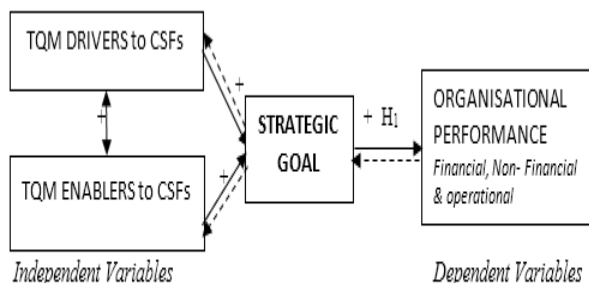 TQM DRIVERS to CSFs
+
+
TQM ENABLERS to CSFs
+
STRATEGIC
GOAL
+ H₁
ORGANISATIONAL
PERFORMANCE
Financial, Non- Financial
& operational
Independent Variables
Dependent Variables